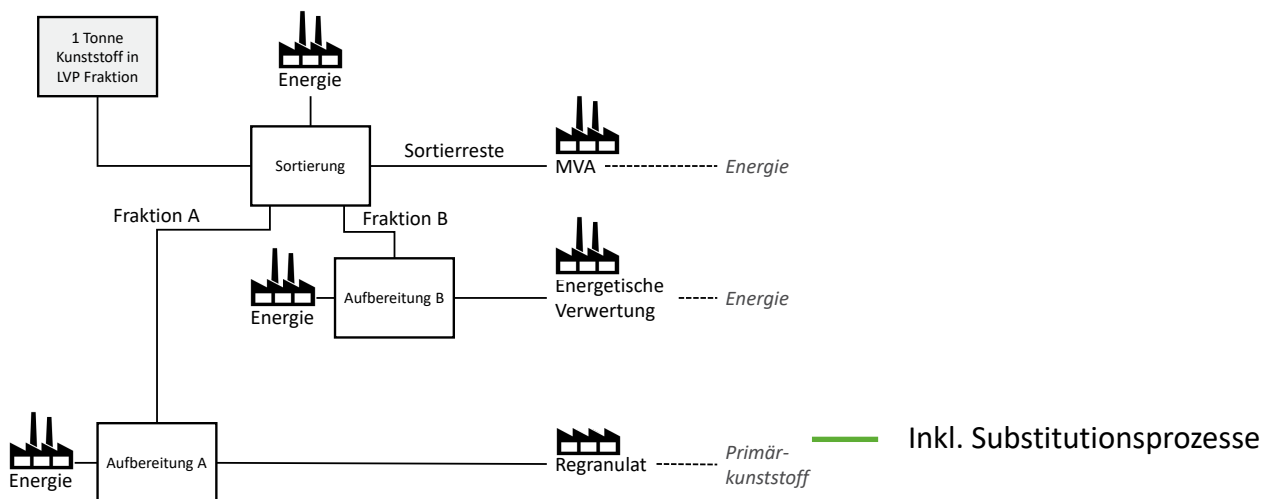 1 Tonne
Kunststoff in
LVP Fraktion
Energie
Sortierung
Sortierreste
MVA
Energie
Fraktion A
Fraktion B
Energie
Aufbereitung B
Energetische
Verwertung
Energie
Energie
Aufbereitung A
Regranulat
Primär-
kunststoff
Inkl. Substitutionsprozesse